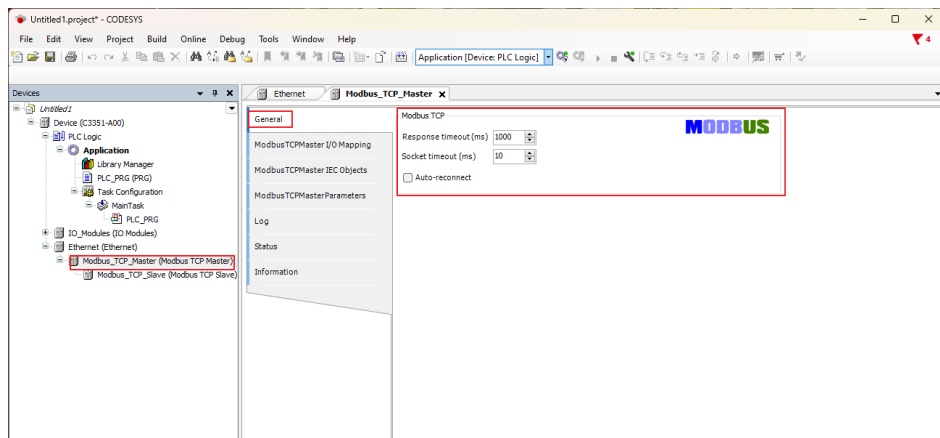 Untitled1.project* - CODESYS
File Edit View Project Build Online Debug Tools Window Help
4
Application [Device: PLC Logic]
Devices
Untitled1
Device (C3351-A00)
PLC Logic
Application
Library Manager
PLC_PRG (PRG)
Task Configuration
MainTask
PLC_PRG
IO_Modules (IO Modules)
Ethernet (Ethernet)
Modbus_TCP_Master (Modbus TCP Master)
Modbus_TCP_Slave (Modbus TCP Slave)
Ethernet
Modbus_TCP_Master
General
ModbusTCPMaster I/O Mapping
ModbusTCPMaster IEC Objects
ModbusTCPMasterParameters
Log
Status
Information
Modbus TCP
MODBUS
Response timeout (ms) 1000
Socket timeout (ms) 10
Auto-reconnect